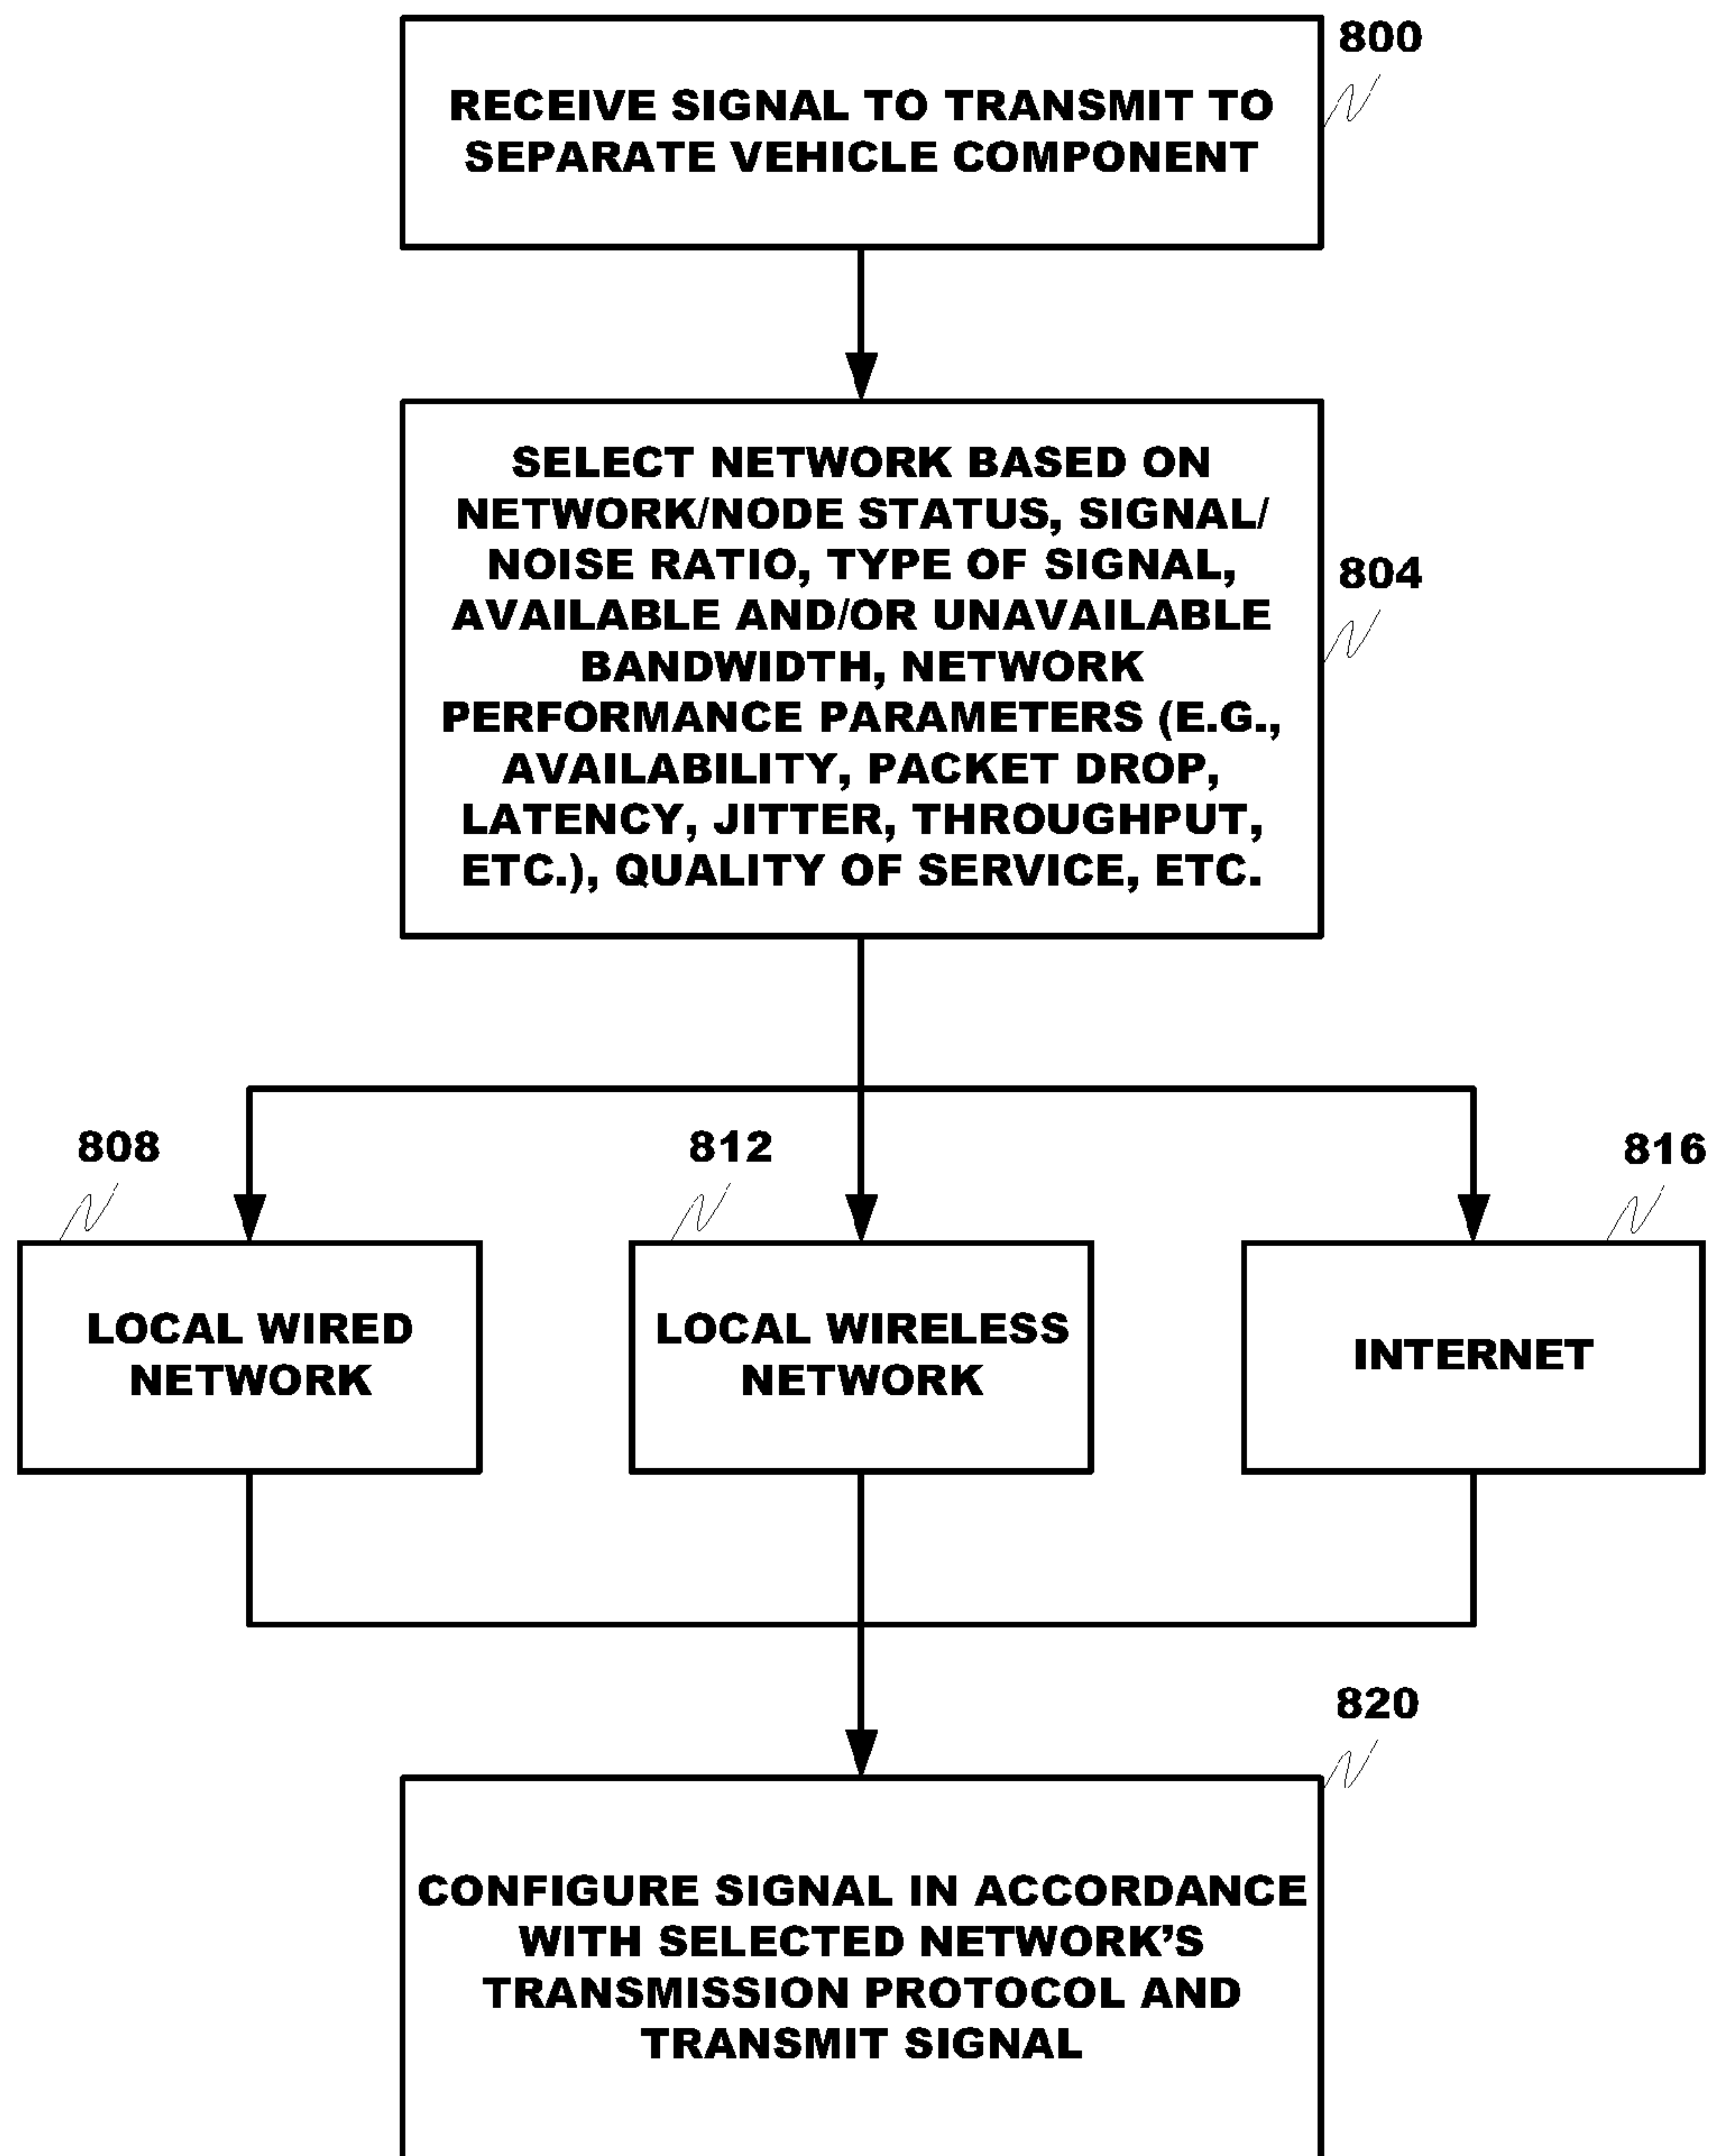 800
RECEIVE SIGNAL TO TRANSMIT TO
SEPARATE VEHICLE COMPONENT
SELECT NETWORK BASED ON
NETWORK/NODE STATUS, SIGNAL/
NOISE RATIO, TYPE OF SIGNAL,
AVAILABLE AND/OR UNAVAILABLE
BANDWIDTH, NETWORK
PERFORMANCE PARAMETERS (E.G.,
AVAILABILITY, PACKET DROP,
LATENCY, JITTER, THROUGHPUT,
ETC.), QUALITY OF SERVICE, ETC.
804
808
812
816
LOCAL WIRED
NETWORK
LOCAL WIRELESS
NETWORK
INTERNET
820
CONFIGURE SIGNAL IN ACCORDANCE
WITH SELECTED NETWORK’S
TRANSMISSION PROTOCOL AND
TRANSMIT SIGNAL